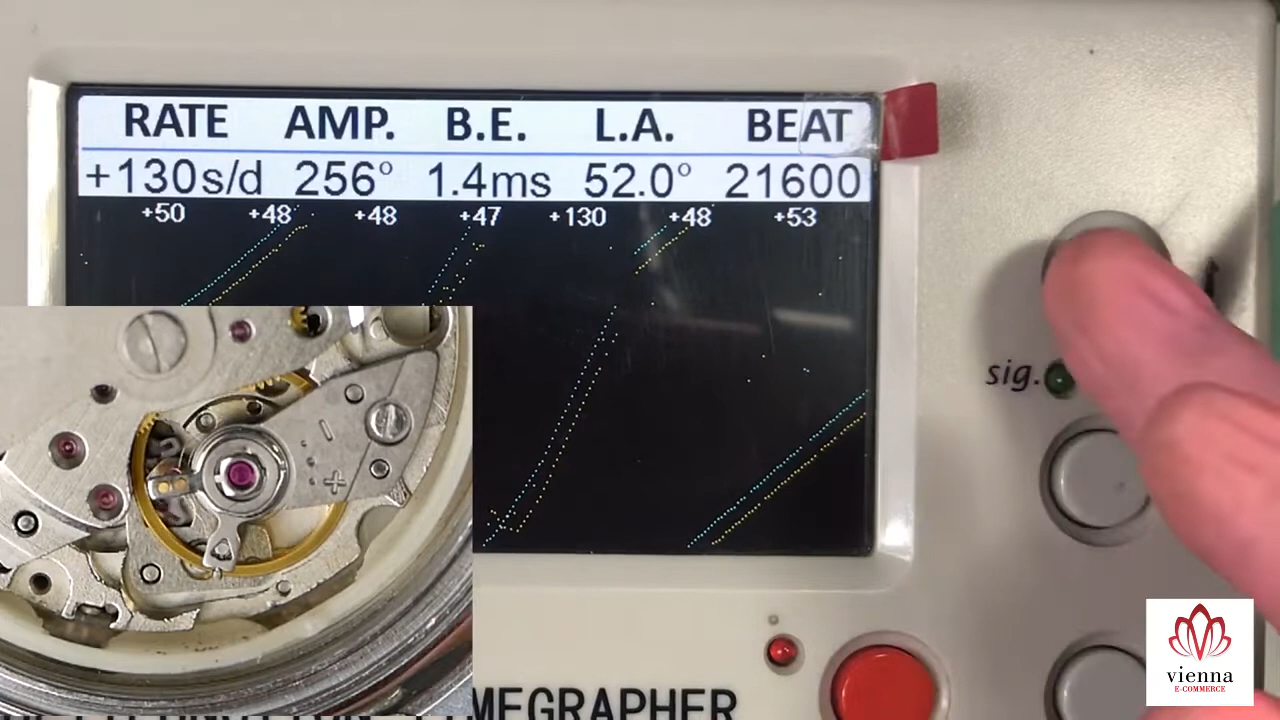 RATE AMP. B.E. L.A. BEAT
+130s/d 256° 1.4ms 52.0° 21600
+50 +48 +48 +47 +130 +48 +53
sig.
- +
vienna
E-COMMERCE